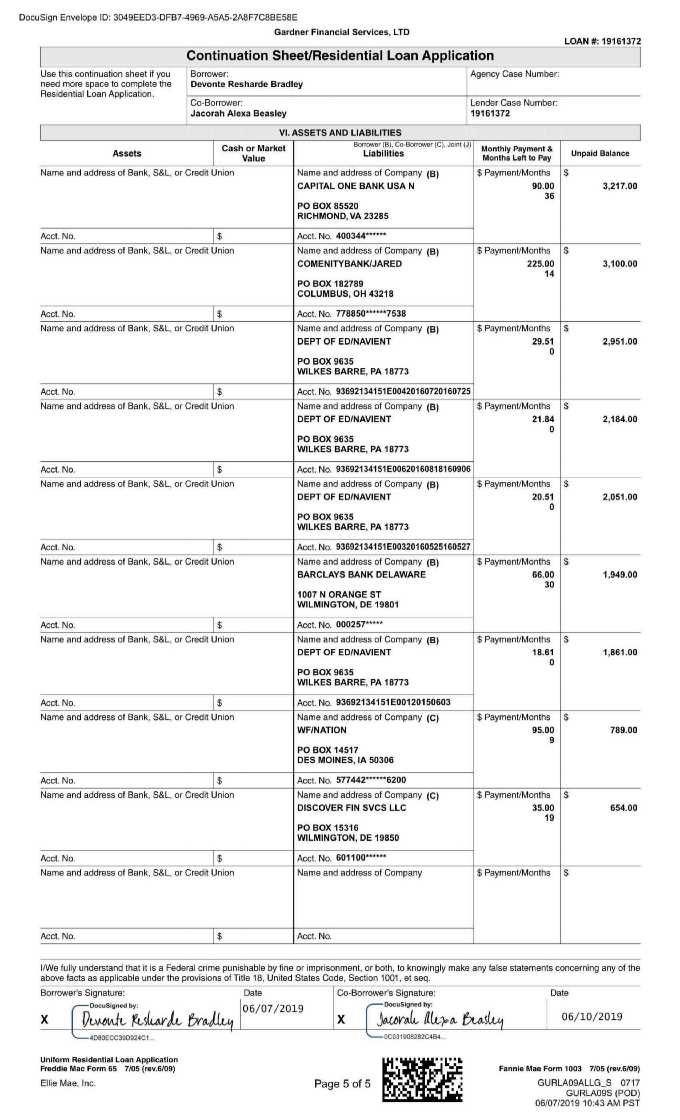 DocuSign Envelope ID: 3049EED3-DFB7-4969-A5A5-2A8F7C8BE58E
Gardner Financial Services, LTD
LOAN #: 19161372
Continuation Sheet/Residential Loan Application
Use this continuation sheet if you
need more space to complete the
Residential Loan Application.
Borrower:
Devonte Resharde Bradley
Agency Case Number:
Co-Borrower:
Jacorah Alexa Beasley
Lender Case Number:
19161372
VI. ASSETS AND LIABILITIES
Assets
Cash or Market
Value
Borrower (B), Co-Borrower (C), Joint (J)
Liabilities
Monthly Payment &
Months Left to Pay
Unpaid Balance
Name and address of Bank, S&L, or Credit Union
Name and address of Company (B)
$ Payment/Months
$
CAPITAL ONE BANK USA N
90.00
3,217.00
36
PO BOX 85520
RICHMOND, VA 23285
Acct. No.
$
Acct. No. 400344******
Name and address of Bank, S&L, or Credit Union
Name and address of Company (B)
$ Payment/Months
$
COMENITYBANK/JARED
225.00
3,100.00
14
PO BOX 182789
COLUMBUS, OH 43218
Acct. No.
$
Acct. No. 778850******7538
Name and address of Bank, S&L, or Credit Union
Name and address of Company (B)
$ Payment/Months
$
DEPT OF ED/NAVIENT
29.51
2,951.00
0
PO BOX 9635
WILKES BARRE, PA 18773
Acct. No.
$
Acct. No. 93692134151E00420160720160725
Name and address of Bank, S&L, or Credit Union
Name and address of Company (B)
$ Payment/Months
$
DEPT OF ED/NAVIENT
21.84
2,184.00
0
PO BOX 9635
WILKES BARRE, PA 18773
Acct. No.
$
Acct. No. 93692134151E00620160818160906
Name and address of Bank, S&L, or Credit Union
Name and address of Company (B)
$ Payment/Months
$
DEPT OF ED/NAVIENT
20.51
2,051.00
0
PO BOX 9635
WILKES BARRE, PA 18773
Acct. No.
$
Acct. No. 93692134151E00320160525160527
Name and address of Bank, S&L, or Credit Union
Name and address of Company (B)
$ Payment/Months
$
BARCLAYS BANK DELAWARE
66.00
1,949.00
30
1007 N ORANGE ST
WILMINGTON, DE 19801
Acct. No.
$
Acct. No. 000257*****
Name and address of Bank, S&L, or Credit Union
Name and address of Company (B)
$ Payment/Months
$
DEPT OF ED/NAVIENT
18.61
1,861.00
0
PO BOX 9635
WILKES BARRE, PA 18773
Acct. No.
$
Acct. No. 93692134151E00120150603
Name and address of Bank, S&L, or Credit Union
Name and address of Company (C)
$ Payment/Months
$
WF/NATION
95.00
789.00
9
PO BOX 14517
DES MOINES, IA 50306
Acct. No.
$
Acct. No. 577442******6200
Name and address of Bank, S&L, or Credit Union
Name and address of Company (C)
$ Payment/Months
$
DISCOVER FIN SVCS LLC
35.00
654.00
19
PO BOX 15316
WILMINGTON, DE 19850
Acct. No.
$
Acct. No. 601100******
Name and address of Bank, S&L, or Credit Union
Name and address of Company
$ Payment/Months
$
Acct. No.
$
Acct. No.
I/We fully understand that it is a Federal crime punishable by fine or imprisonment, or both, to knowingly make any false statements concerning any of the
above facts as applicable under the provisions of Title 18, United States Code, Section 1001, et seq.
Borrower's Signature:
Date
Co-Borrower's Signature:
Date
DocuSigned by:
X Devonte Resharde Bradley
4D80ECC39D924C1...
06/07/2019
DocuSigned by:
X Jacorah Alexa Beasley
06/10/2019
Uniform Residential Loan Application
Freddie Mac Form 65 7/05 (rev.6/09)
Fannie Mae Form 1003 7/05 (rev.6/09)
Ellie Mae, Inc.
Page 5 of 5
GURLA09ALLG_S 0717
GURLA09S (POD)
06/07/2019 10:43 AM PST